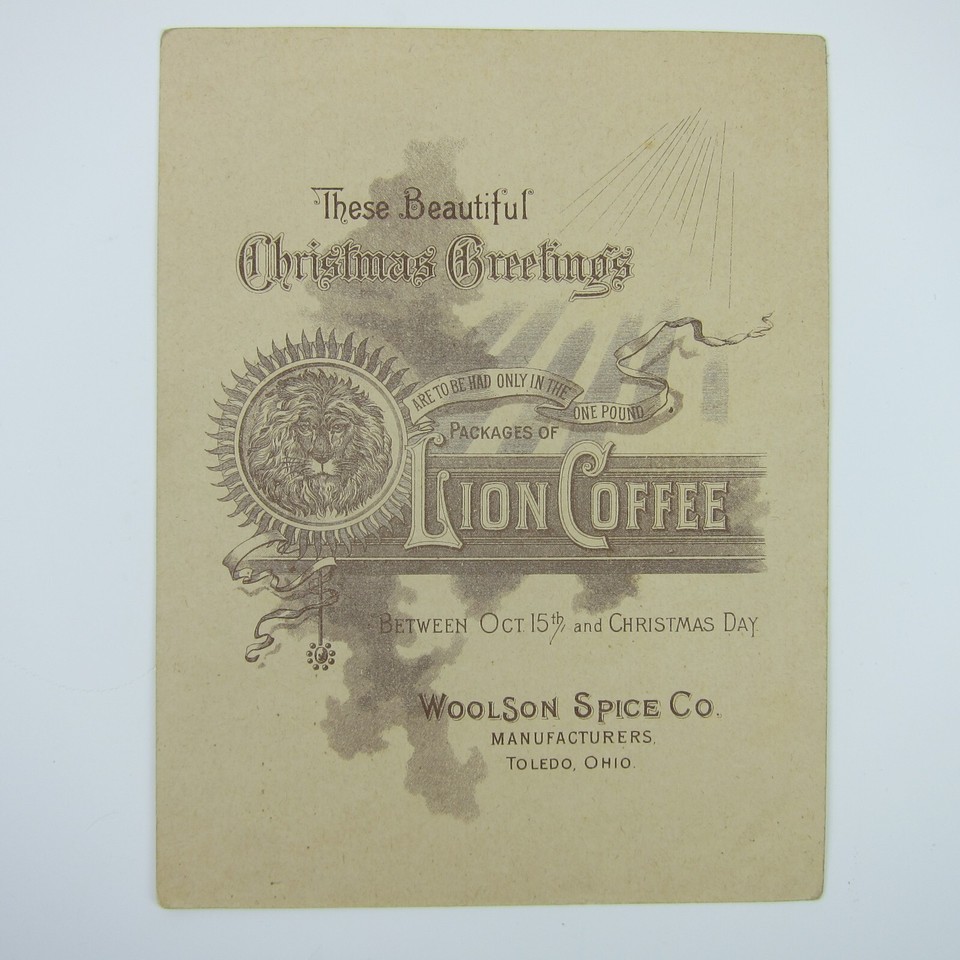 These Beautiful
Christmas Greetings
ARE TO BE HAD ONLY IN THE
ONE POUND
PACKAGES OF
LION COFFEE
BETWEEN OCT. 15th, and CHRISTMAS DAY
WOOLSON SPICE CO.
MANUFACTURERS,
TOLEDO, OHIO.